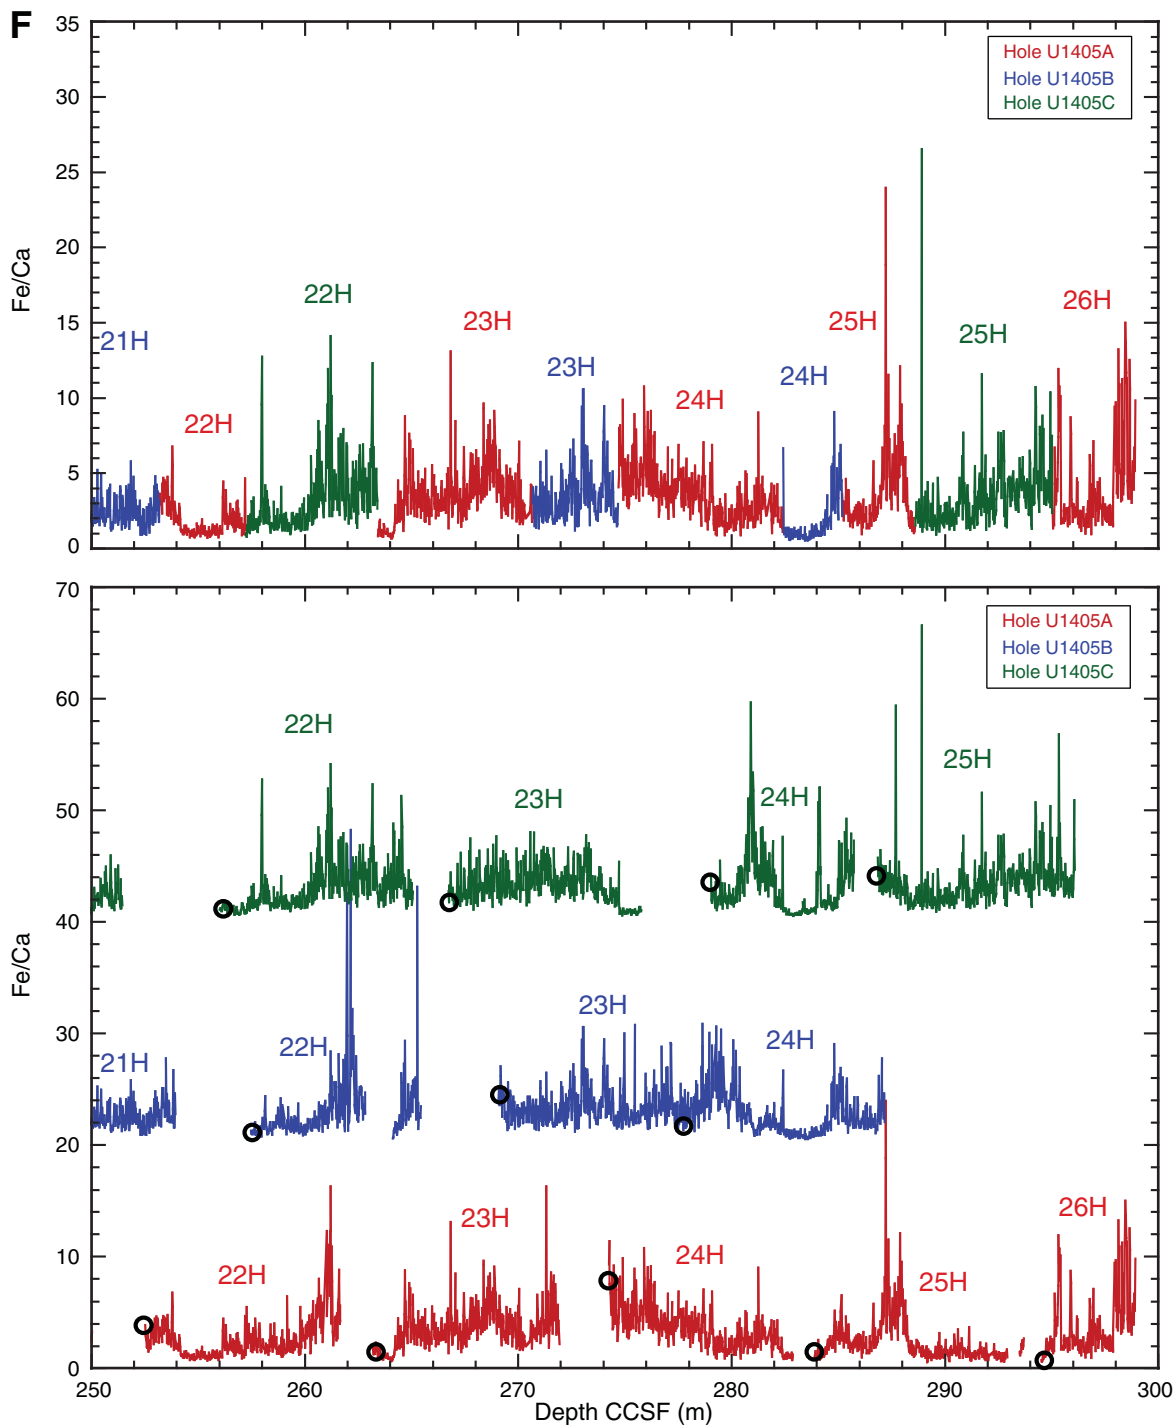 F
35
30
25
20
15
10
5
0
Fe/Ca
Hole U1405A
Hole U1405B
Hole U1405C
21H
22H
22H
23H
23H
24H
24H
25H
25H
26H
70
60
50
40
30
20
10
0
Fe/Ca
Hole U1405A
Hole U1405B
Hole U1405C
22H
23H
24H
25H
21H
22H
23H
24H
22H
23H
24H
25H
26H
250
260
270
280
290
300
Depth CCSF (m)